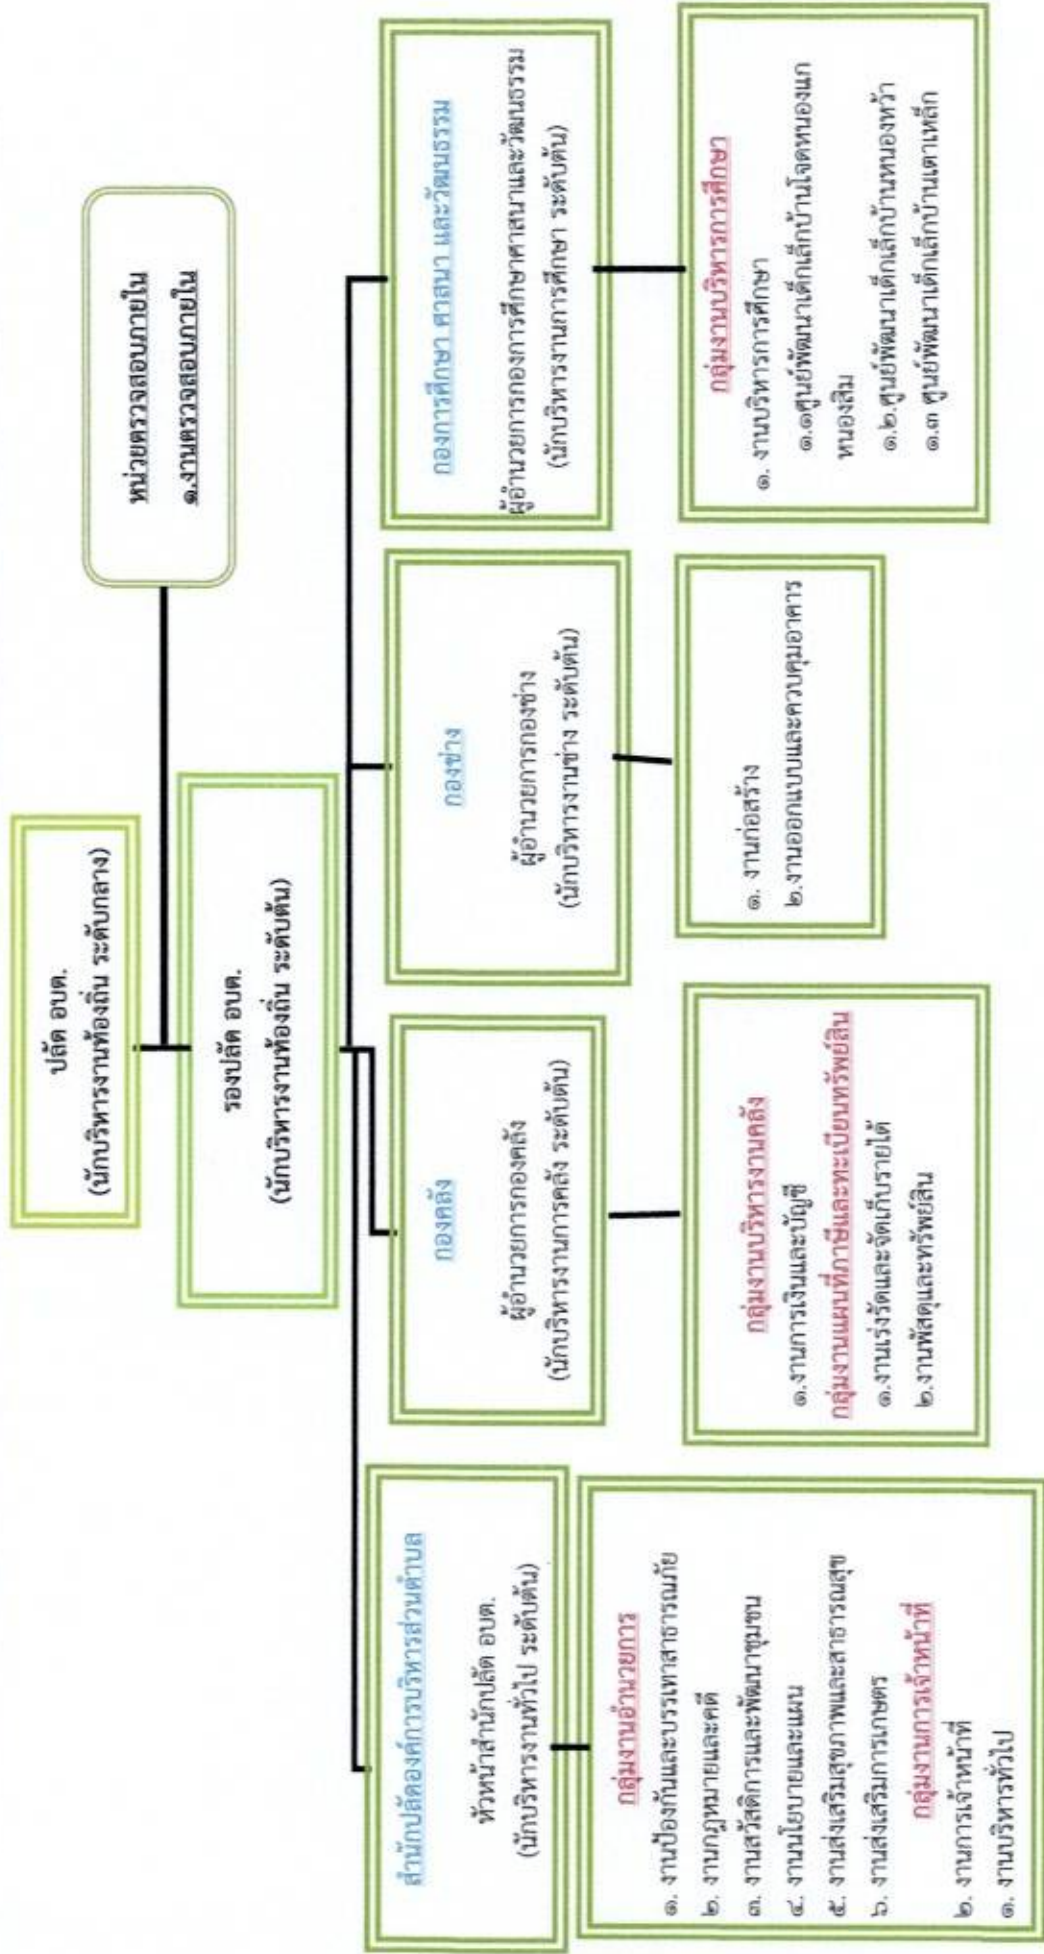 ปลัด อบต.
(นักบริหารงานท้องถิ่น ระดับกลาง)
หน่วยตรวจสอบภายใน
๑.งานตรวจสอบภายใน
รองปลัด อบต.
(นักบริหารงานท้องถิ่น ระดับต้น)
สำนักปลัดองค์การบริหารส่วนตำบล
หัวหน้าสำนักปลัด อบต.
(นักบริหารงานทั่วไป ระดับต้น)
กองคลัง
ผู้อำนวยการกองคลัง
(นักบริหารงานการคลัง ระดับต้น)
กองช่าง
ผู้อำนวยการกองช่าง
(นักบริหารงานช่าง ระดับต้น)
กองการศึกษา ศาสนา และวัฒนธรรม
ผู้อำนวยการกองการศึกษาศาสนาและวัฒนธรรม
(นักบริหารงานการศึกษา ระดับต้น)
กลุ่มงานอำนวยการ
๑. งานป้องกันและบรรเทาสาธารณภัย
๒. งานกฎหมายและคดี
๓. งานสวัสดิการและพัฒนาชุมชน
๔. งานนโยบายและแผน
๕. งานส่งเสริมสุขภาพและสาธารณสุข
๖. งานส่งเสริมการเกษตร
กลุ่มงานการเจ้าหน้าที่
๒. งานการเจ้าหน้าที่
๑. งานบริหารทั่วไป
กลุ่มงานบริหารงานคลัง
๑.งานการเงินและบัญชี
กลุ่มงานแผนที่ภาษีและทะเบียนทรัพย์สิน
๑.งานเร่งรัดและจัดเก็บรายได้
๒.งานพัสดุและทรัพย์สิน
๑. งานก่อสร้าง
๒.งานออกแบบและควบคุมอาคาร
กลุ่มงานบริหารการศึกษา
๑. งานบริหารการศึกษา
๑.๑ศูนย์พัฒนาเด็กเล็กบ้านโจดหนองแก
หนองสิม
๑.๒.ศูนย์พัฒนาเด็กเล็กบ้านหนองหว้า
๑.๓ ศูนย์พัฒนาเด็กเล็กบ้านเตาเหล็ก